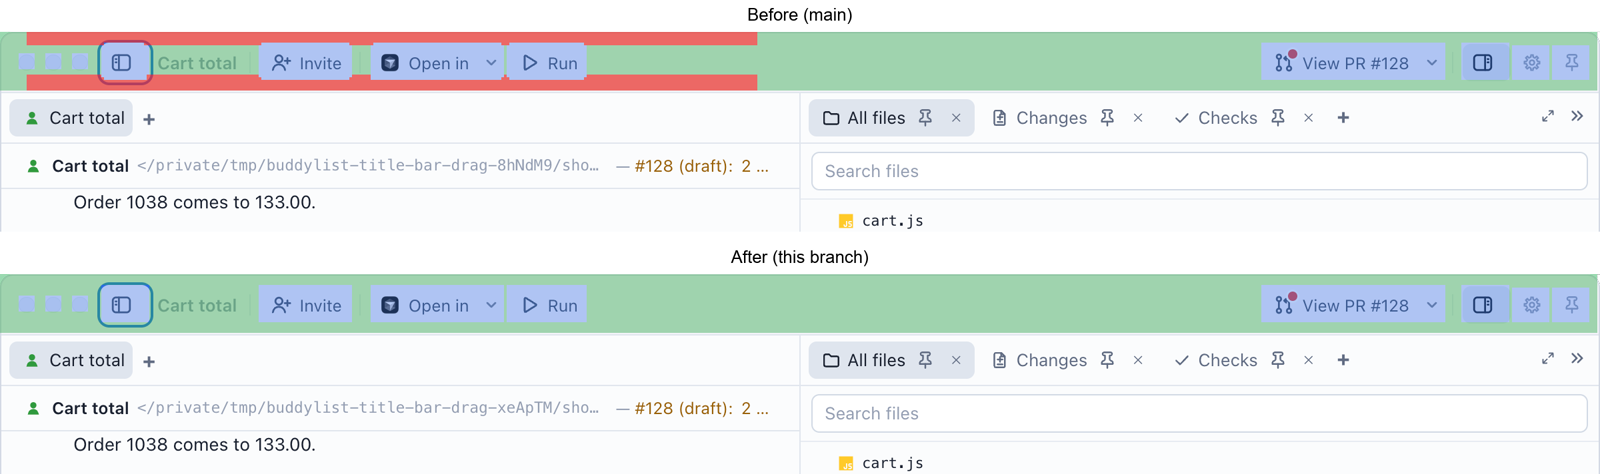 Before (main)
Cart total Invite Open in Run View PR #128
Cart total + All files × Changes × Checks × +
Cart total </private/tmp/buddylist-title-bar-drag-8hNdM9/sho… — #128 (draft): 2 …
Search files
Order 1038 comes to 133.00.
JS cart.js
After (this branch)
Cart total Invite Open in Run View PR #128
Cart total + All files × Changes × Checks × +
Cart total </private/tmp/buddylist-title-bar-drag-xeApTM/sho… — #128 (draft): 2 …
Search files
Order 1038 comes to 133.00.
JS cart.js